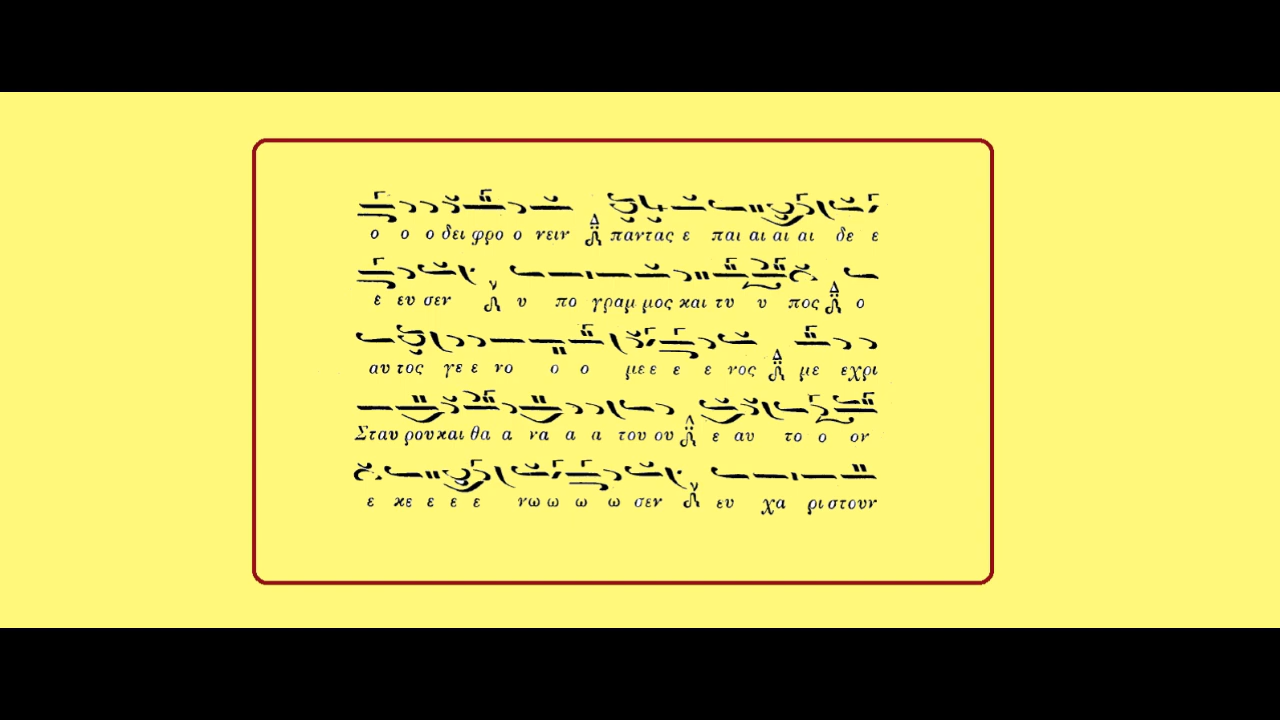 ο ο ο δει φρο ο νειν παντας ε παι αι αι αι δε ε
ε ευ σεν υ πο γραμ μος και τυ υ πος ο
αυ τος γε ε νο ο ο με ε ε ε ε νος με εχρι
Σταυ ρου και θα α να α α του ου ε αυ το ο ον
ε κε ε ε ε νω ω ω ω σεν ευ χα ρι στουν